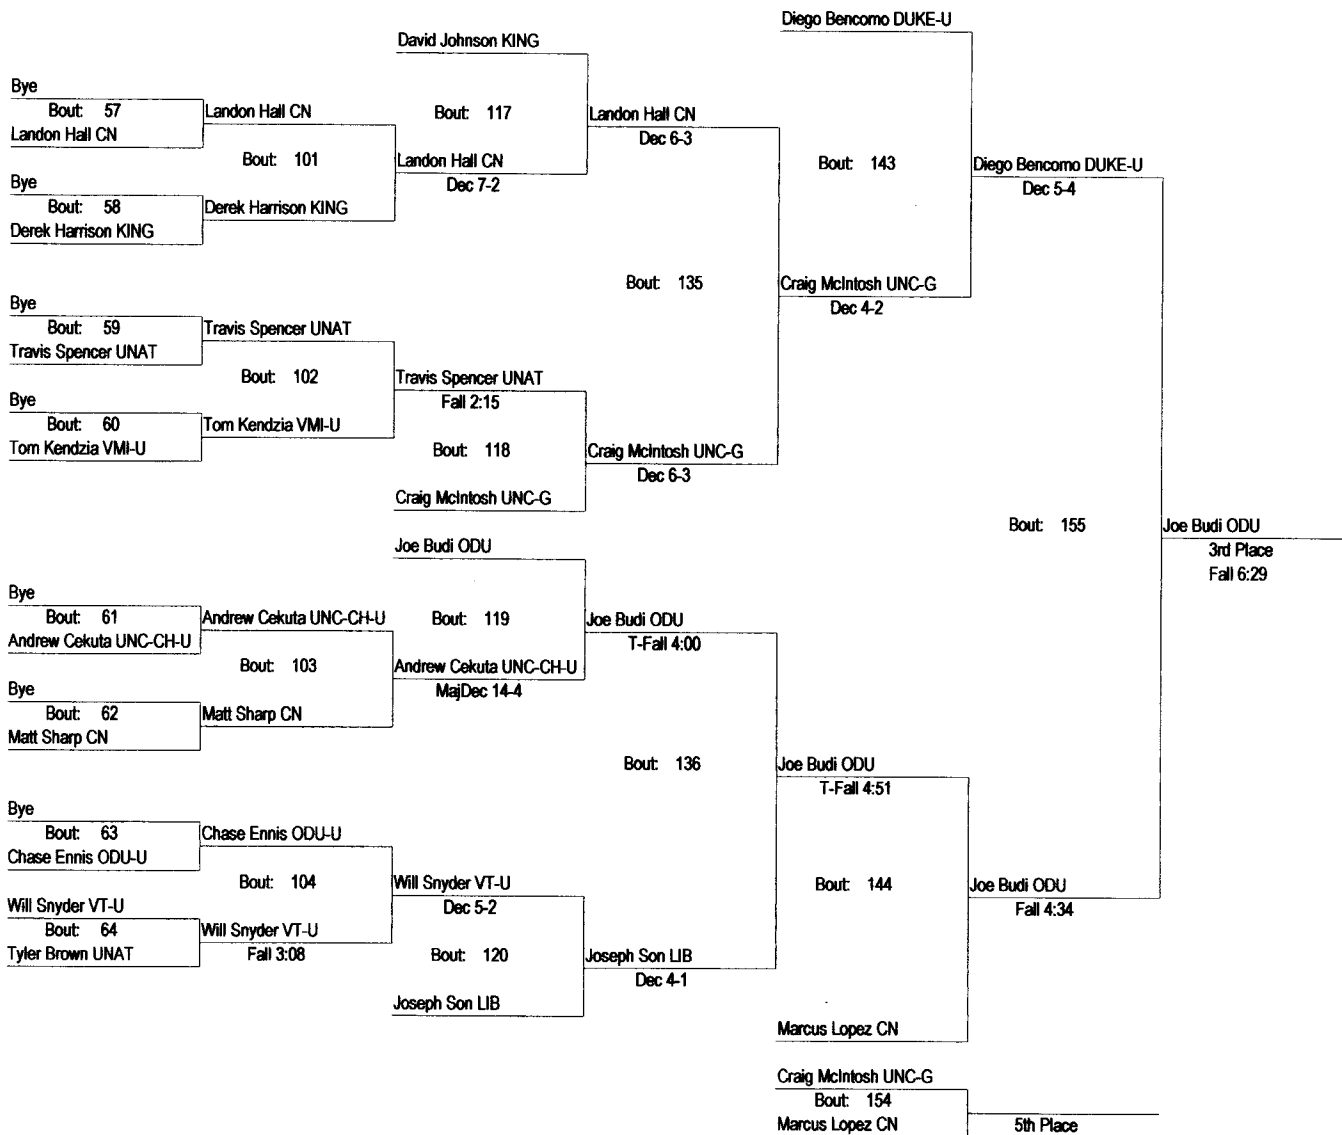 Diego Bencomo DUKE-U
David Johnson KING
Bye
Bout: 57
Landon Hall CN
Landon Hall CN
Bout: 101
Bout: 117
Landon Hall CN
Dec 7-2
Landon Hall CN
Dec 6-3
Bout: 143
Diego Bencomo DUKE-U
Dec 5-4
Bye
Bout: 58
Derek Harrison KING
Derek Harrison KING
Bout: 135
Craig McIntosh UNC-G
Dec 4-2
Bye
Bout: 59
Travis Spencer UNAT
Travis Spencer UNAT
Bout: 102
Travis Spencer UNAT
Fall 2:15
Bye
Bout: 60
Tom Kendzia VMI-U
Tom Kendzia VMI-U
Bout: 118
Craig McIntosh UNC-G
Dec 6-3
Craig McIntosh UNC-G
Bout: 155
Joe Budi ODU
3rd Place
Fall 6:29
Joe Budi ODU
Bye
Bout: 61
Andrew Cekuta UNC-CH-U
Andrew Cekuta UNC-CH-U
Bout: 103
Bout: 119
Andrew Cekuta UNC-CH-U
MajDec 14-4
Joe Budi ODU
T-Fall 4:00
Bye
Bout: 62
Matt Sharp CN
Matt Sharp CN
Bout: 136
Joe Budi ODU
T-Fall 4:51
Bye
Bout: 63
Chase Ennis ODU-U
Chase Ennis ODU-U
Bout: 104
Will Snyder VT-U
Dec 5-2
Bout: 144
Joe Budi ODU
Fall 4:34
Will Snyder VT-U
Bout: 64
Tyler Brown UNAT
Will Snyder VT-U
Fall 3:08
Bout: 120
Joseph Son LIB
Dec 4-1
Joseph Son LIB
Marcus Lopez CN
Craig McIntosh UNC-G
Bout: 154
Marcus Lopez CN
5th Place